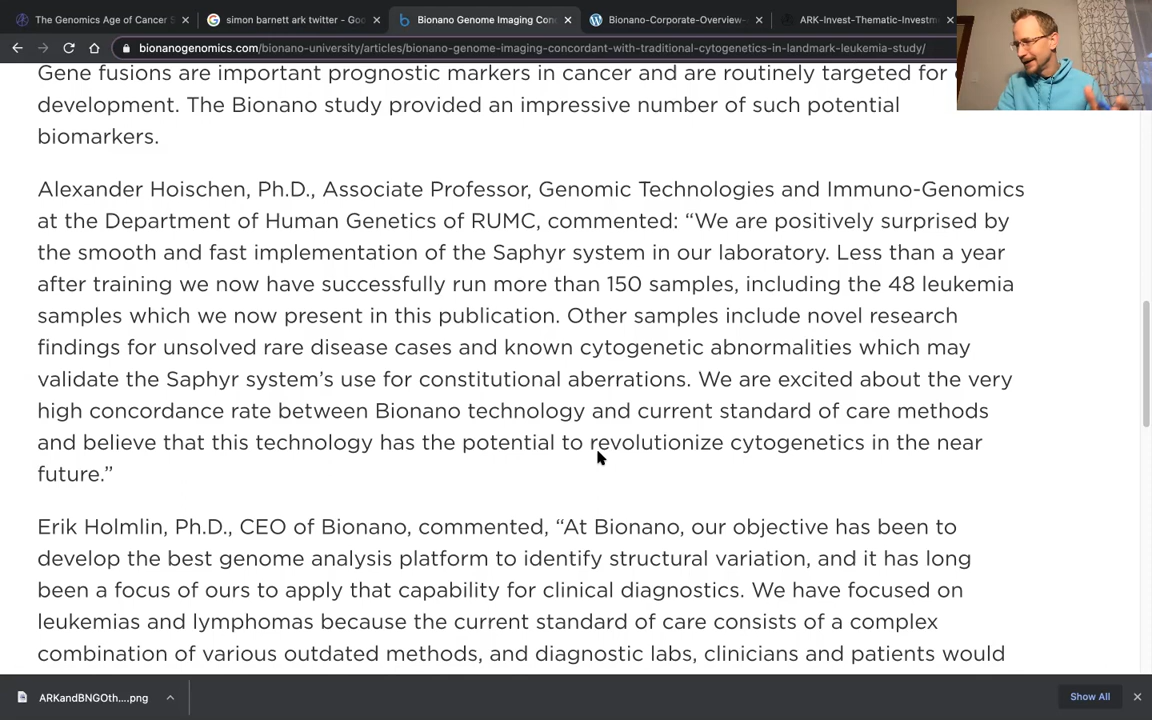 The Genomics Age of Cancer S
simon barnett ark twitter - Goo
Bionano Genome Imaging Con
Bionano-Corporate-Overview-
ARK-Invest-Thematic-Investm
bionanogenomics.com/bionano-university/articles/bionano-genome-imaging-concordant-with-traditional-cytogenetics-in-landmark-leukemia-study/
Gene fusions are important prognostic markers in cancer and are routinely targeted for
development. The Bionano study provided an impressive number of such potential
biomarkers.
Alexander Hoischen, Ph.D., Associate Professor, Genomic Technologies and Immuno-Genomics
at the Department of Human Genetics of RUMC, commented: “We are positively surprised by
the smooth and fast implementation of the Saphyr system in our laboratory. Less than a year
after training we now have successfully run more than 150 samples, including the 48 leukemia
samples which we now present in this publication. Other samples include novel research
findings for unsolved rare disease cases and known cytogenetic abnormalities which may
validate the Saphyr system’s use for constitutional aberrations. We are excited about the very
high concordance rate between Bionano technology and current standard of care methods
and believe that this technology has the potential to revolutionize cytogenetics in the near
future.”
Erik Holmlin, Ph.D., CEO of Bionano, commented, “At Bionano, our objective has been to
develop the best genome analysis platform to identify structural variation, and it has long
been a focus of ours to apply that capability for clinical diagnostics. We have focused on
leukemias and lymphomas because the current standard of care consists of a complex
combination of various outdated methods, and diagnostic labs, clinicians and patients would
ARKandBNGOth....png
Show All